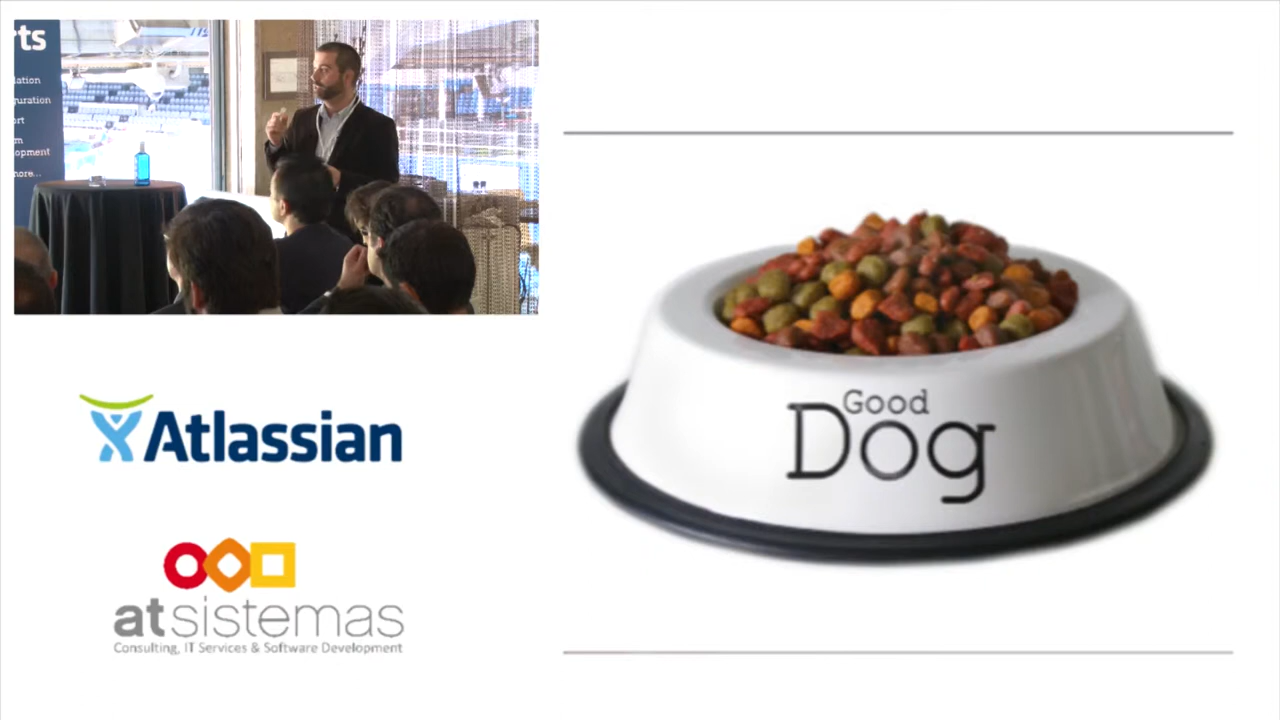 Atlassian
atsistemas
Consulting, IT Services & Software Development
Good
Dog